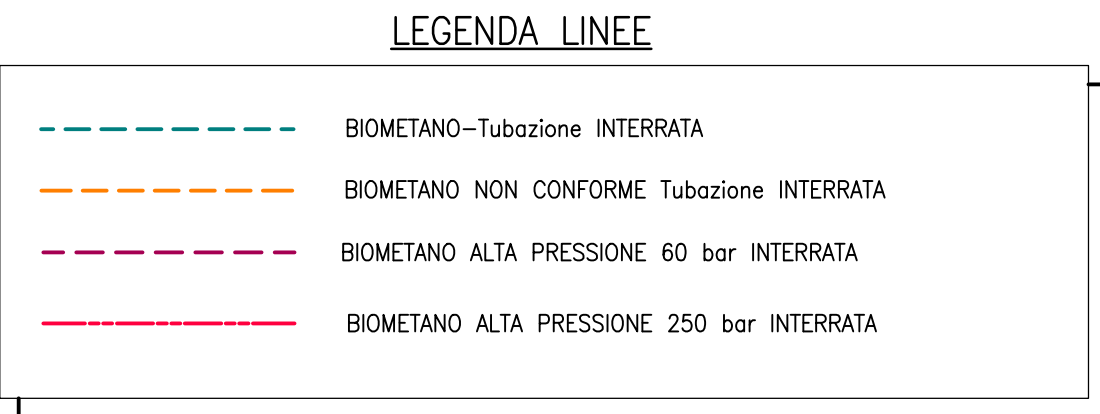 LEGENDA LINEE
BIOMETANO-Tubazione INTERRATA
BIOMETANO NON CONFORME Tubazione INTERRATA
BIOMETANO ALTA PRESSIONE 60 bar INTERRATA
BIOMETANO ALTA PRESSIONE 250 bar INTERRATA